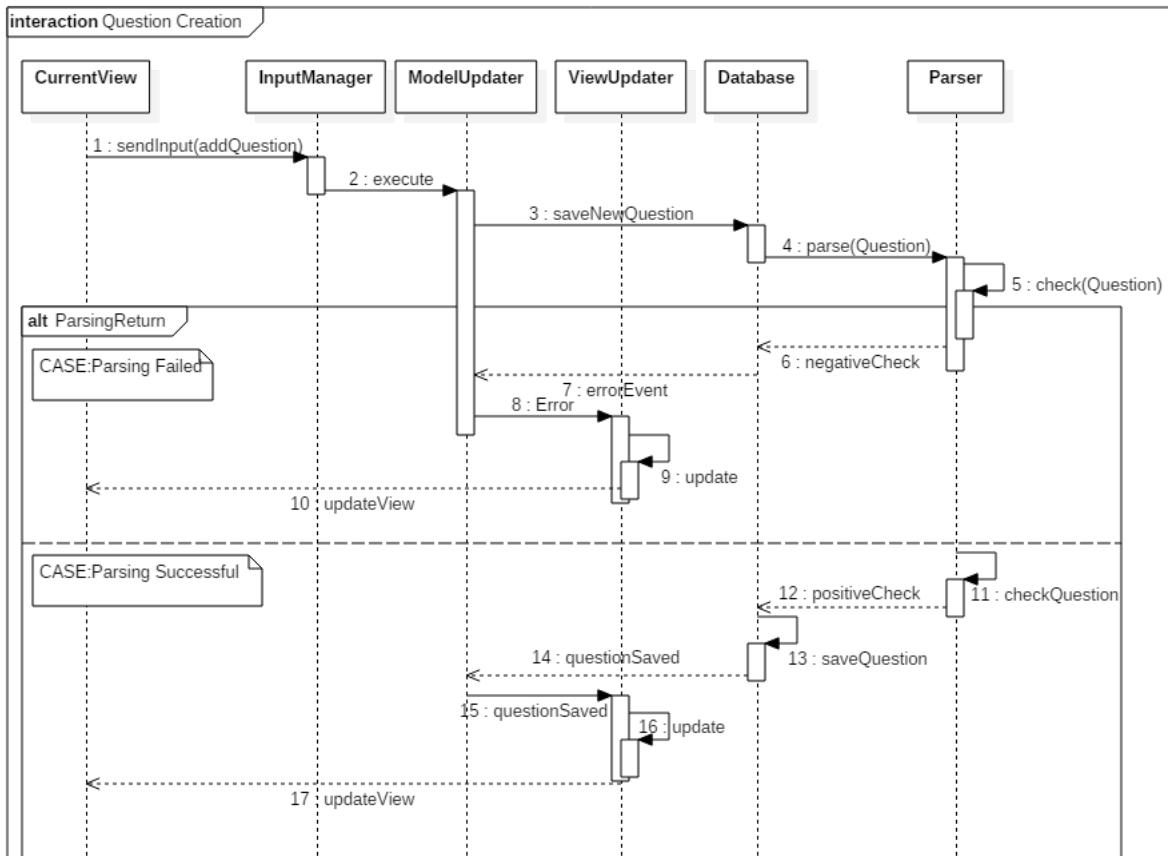 interaction Question Creation
CurrentView
InputManager
ModelUpdater
ViewUpdater
Database
Parser
1 : sendInput(addQuestion)
2 : execute
3 : saveNewQuestion
4 : parse(Question)
5 : check(Question)
alt ParsingReturn
CASE:Parsing Failed
6 : negativeCheck
7 : errorEvent
8 : Error
9 : update
10 : updateView
CASE:Parsing Successful
11 : checkQuestion
12 : positiveCheck
13 : saveQuestion
14 : questionSaved
15 : questionSaved
16 : update
17 : updateView